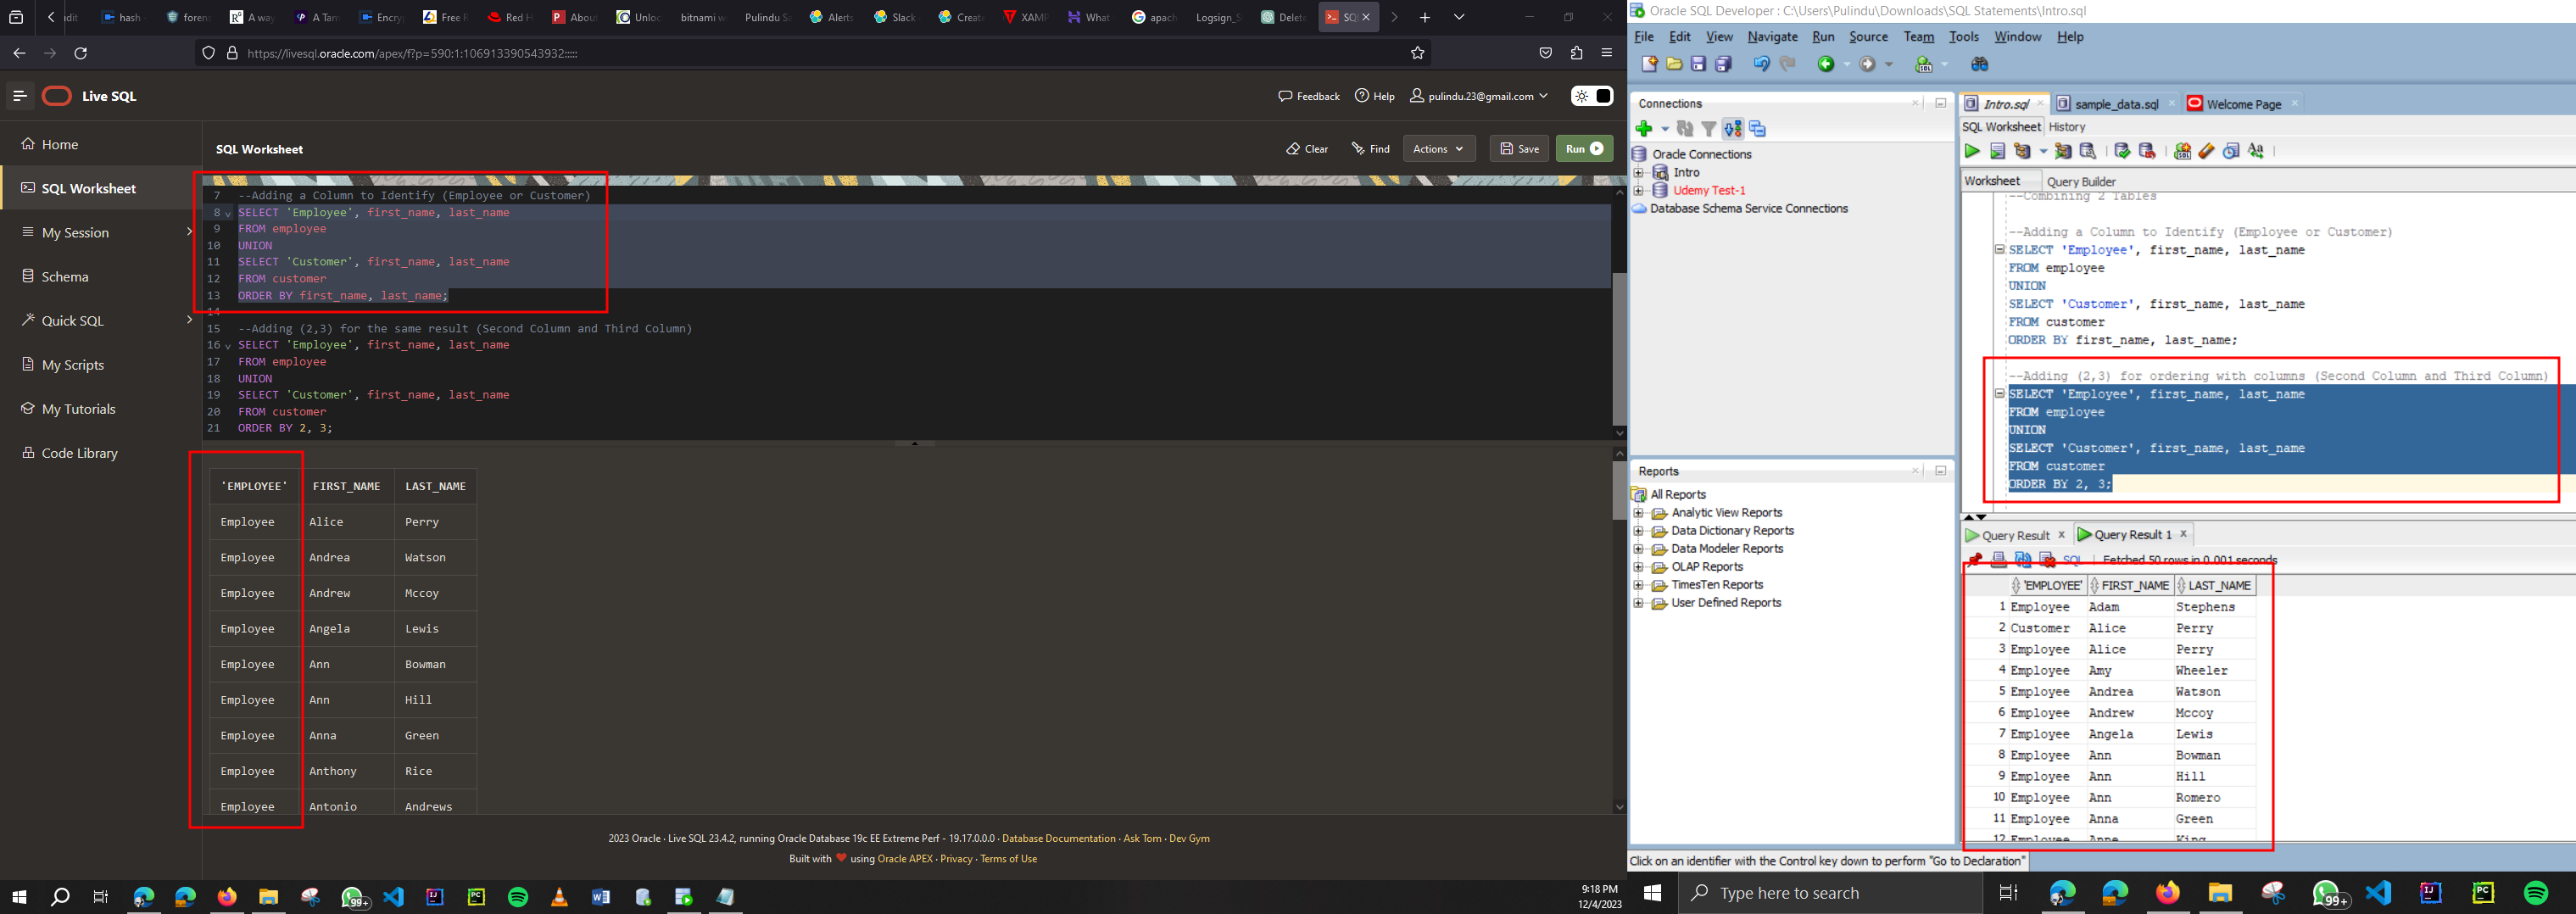 forens
hash
A way
A Tam
Encry
Free R
Red H
About
Unloc
bitnami w
Pulindu Sa
Alerts
Slack
Create
XAMP
What
apach
Logsign_S
Delete
SQL
https://livesql.oracle.com/apex/f?p=590:1:106913390543932:::::
Live SQL
Feedback
Help
pulindu.23@gmail.com
Home
SQL Worksheet
My Session
Schema
Quick SQL
My Scripts
My Tutorials
Code Library
SQL Worksheet
Clear
Find
Actions
Save
Run
7 --Adding a Column to Identify (Employee or Customer)
8 SELECT 'Employee', first_name, last_name
9 FROM employee
10 UNION
11 SELECT 'Customer', first_name, last_name
12 FROM customer
13 ORDER BY first_name, last_name;
14
15 --Adding (2,3) for the same result (Second Column and Third Column)
16 SELECT 'Employee', first_name, last_name
17 FROM employee
18 UNION
19 SELECT 'Customer', first_name, last_name
20 FROM customer
21 ORDER BY 2, 3;
'EMPLOYEE' FIRST_NAME LAST_NAME
Employee Alice Perry
Employee Andrea Watson
Employee Andrew Mccoy
Employee Angela Lewis
Employee Ann Bowman
Employee Ann Hill
Employee Anna Green
Employee Anthony Rice
Employee Antonio Andrews
2023 Oracle · Live SQL 23.4.2, running Oracle Database 19c EE Extreme Perf - 19.17.0.0.0 · Database Documentation · Ask Tom · Dev Gym
Built with ❤ using Oracle APEX · Privacy · Terms of Use
99+
9:18 PM
12/4/2023
Oracle SQL Developer : C:\Users\Pulindu\Downloads\SQL Statements\Intro.sql
File Edit View Navigate Run Source Team Tools Window Help
Connections
Oracle Connections
Intro
Udemy Test-1
Database Schema Service Connections
Reports
All Reports
Analytic View Reports
Data Dictionary Reports
Data Modeler Reports
OLAP Reports
TimesTen Reports
User Defined Reports
Intro.sql sample_data.sql Welcome Page
SQL Worksheet History
Worksheet Query Builder
--Combining 2 Tables
--Adding a Column to Identify (Employee or Customer)
SELECT 'Employee', first_name, last_name
FROM employee
UNION
SELECT 'Customer', first_name, last_name
FROM customer
ORDER BY first_name, last_name;
--Adding (2,3) for ordering with columns (Second Column and Third Column)
SELECT 'Employee', first_name, last_name
FROM employee
UNION
SELECT 'Customer', first_name, last_name
FROM customer
ORDER BY 2, 3;
Query Result Query Result 1
SQL | Fetched 50 rows in 0.001 seconds
'EMPLOYEE' FIRST_NAME LAST_NAME
1 Employee Adam Stephens
2 Customer Alice Perry
3 Employee Alice Perry
4 Employee Amy Wheeler
5 Employee Andrea Watson
6 Employee Andrew Mccoy
7 Employee Angela Lewis
8 Employee Ann Bowman
9 Employee Ann Hill
10 Employee Ann Romero
11 Employee Anna Green
12 Employee Anne King
Click on an identifier with the Control key down to perform "Go to Declaration"
Type here to search
99+